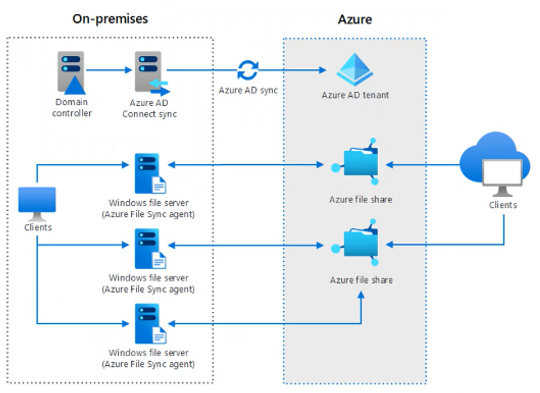 On-premises
Azure
Domain
controller
Azure AD
Connect sync
Azure AD sync
Azure AD tenant
Windows file server
(Azure File Sync agent)
Azure file share
Clients
Clients
Windows file server
(Azure File Sync agent)
Azure file share
Windows file server
(Azure File Sync agent)